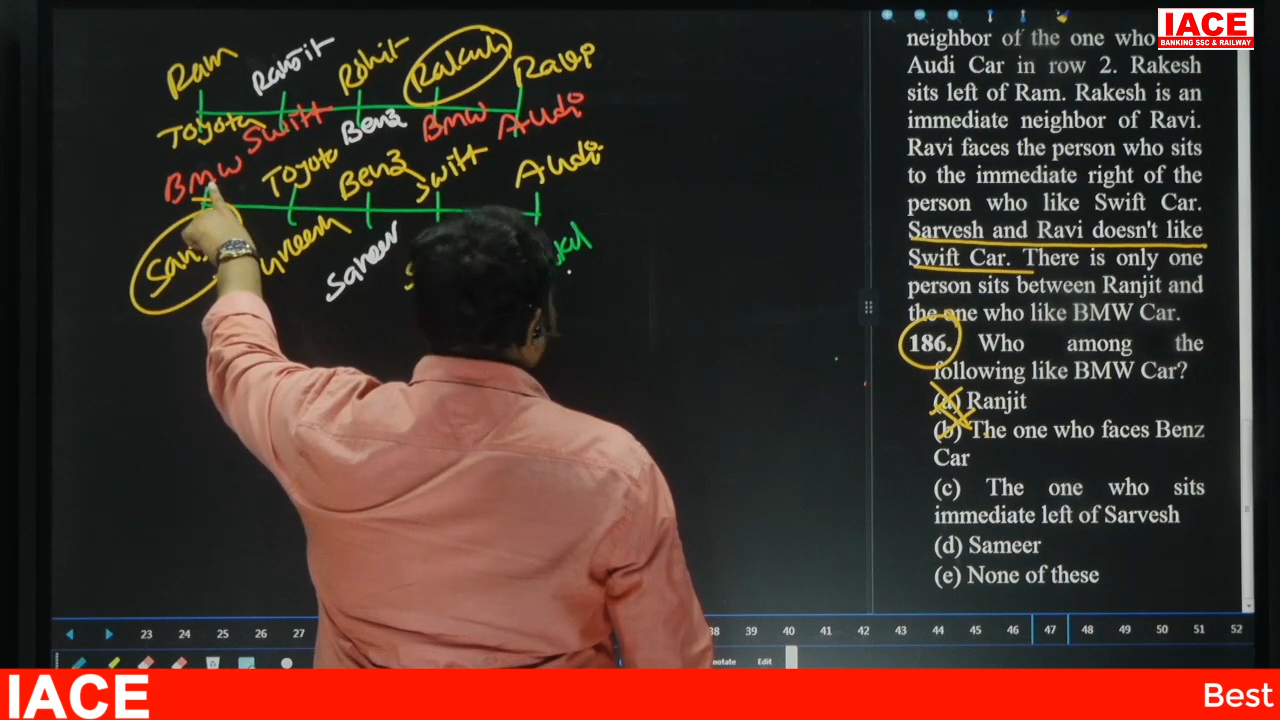 IACE
BANKING SSC & RAILWAY
neighbor of the one who
Audi Car in row 2. Rakesh
sits left of Ram. Rakesh is an
immediate neighbor of Ravi.
Ravi faces the person who sits
to the immediate right of the
person who like Swift Car.
Sarvesh and Ravi doesn't like
Swift Car. There is only one
person sits between Ranjit and
the one who like BMW Car.
186. Who among the
following like BMW Car?
(a) Ranjit
(b) The one who faces Benz
Car
(c) The one who sits
immediate left of Sarvesh
(d) Sameer
(e) None of these
Ram Ranjit Rohit Rakesh Ravi
Toyota Swift Benz BMW Audi
BMW Toyota Benz Swift Audi
Sameer
23 24 25 26 27 38 39 40 41 42 43 44 45 46 47 48 49 50 51 52
Edit
IACE
Best